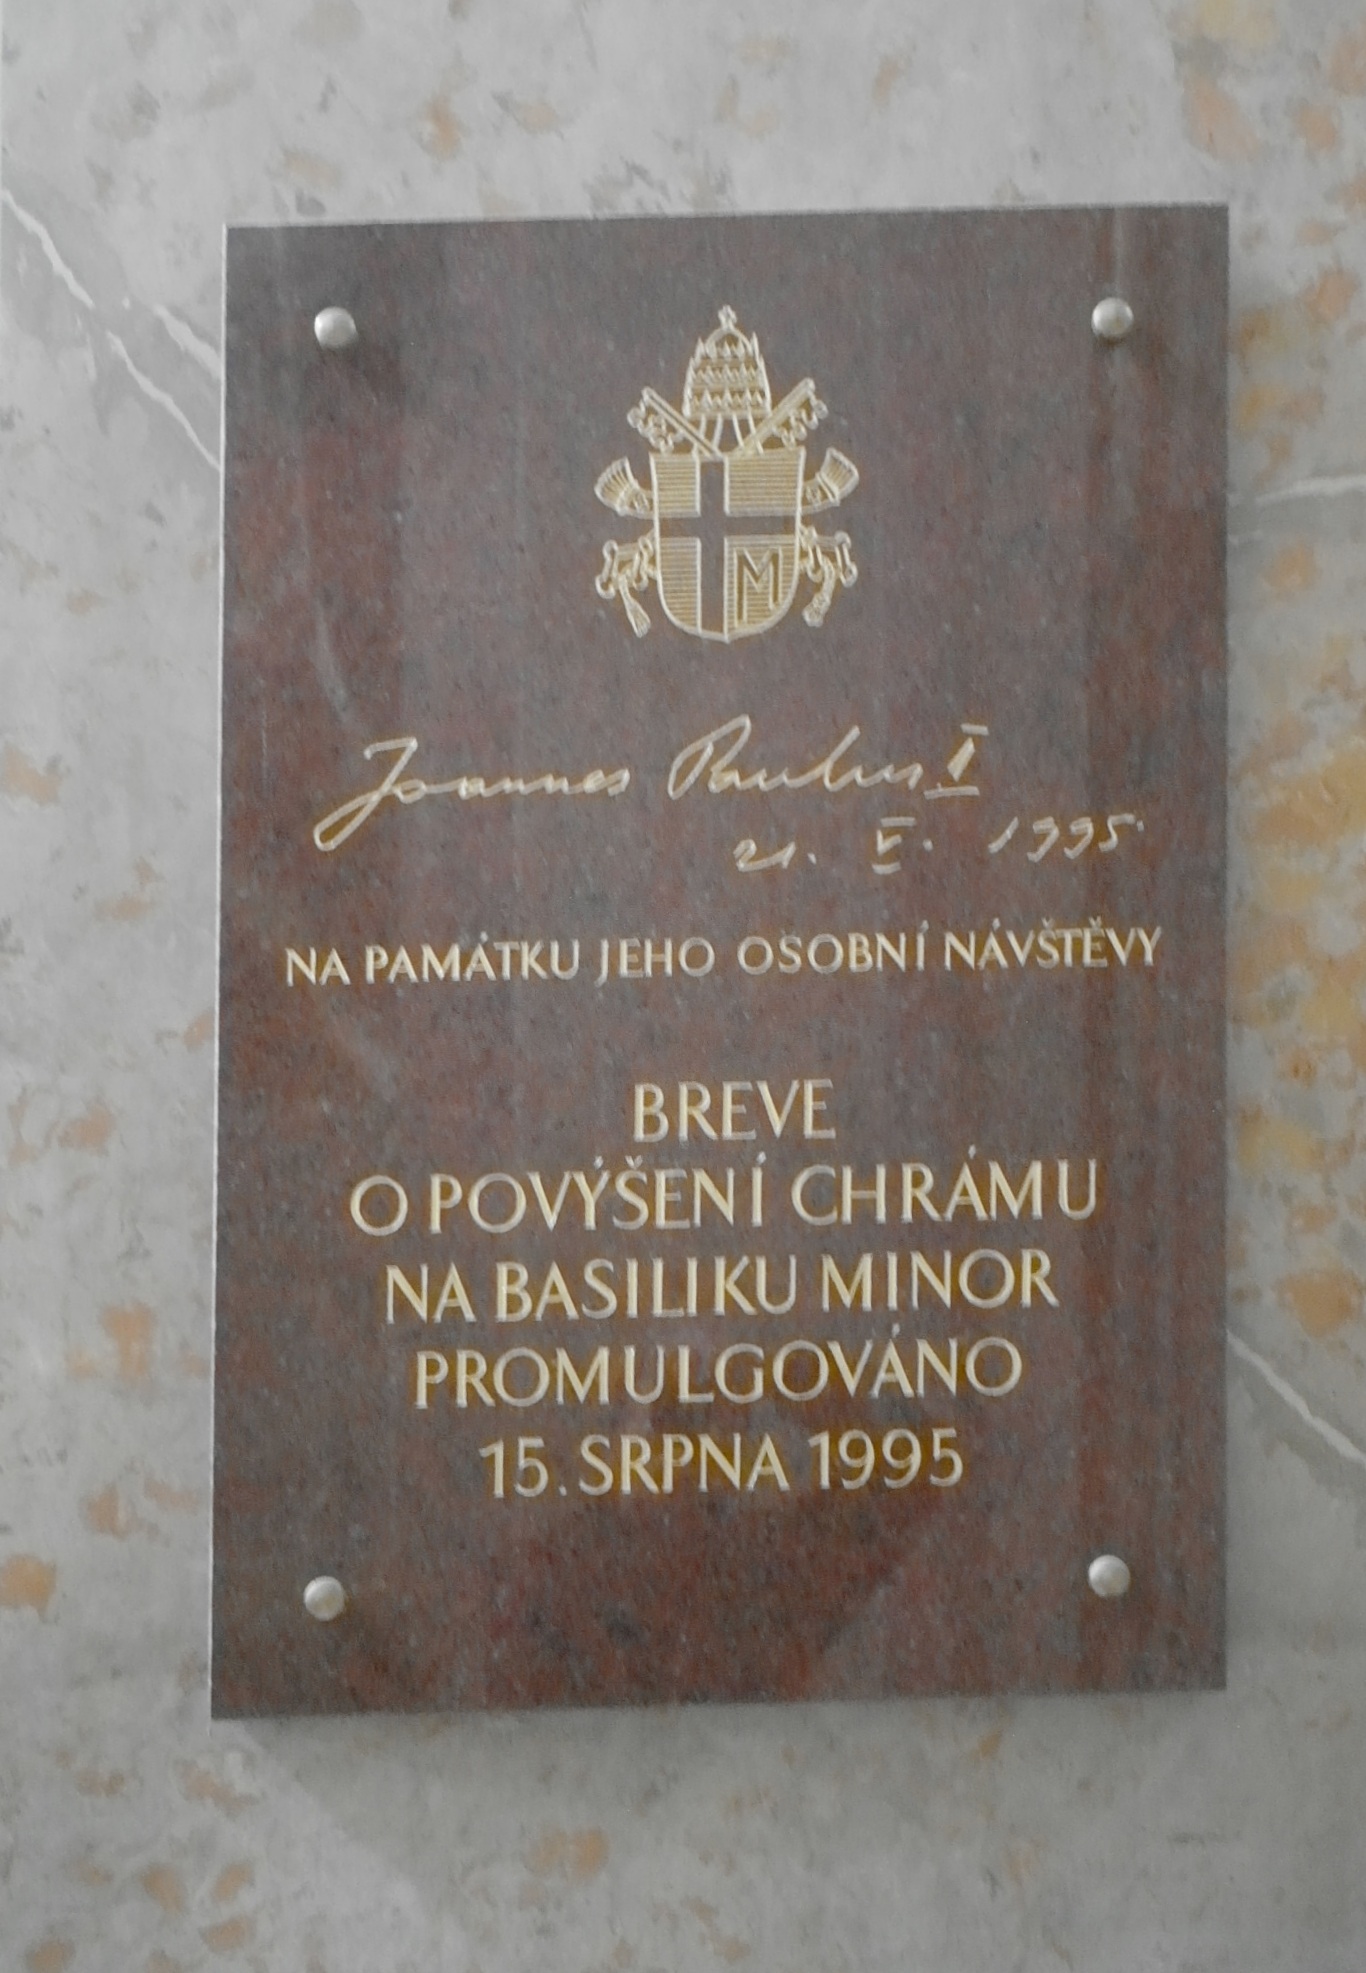 M
Joannes Paulus II
21. V. 1995
NA PAMÁTKU JEHO OSOBNÍ NÁVŠTĚVY
BREVE
O POVÝŠENÍ CHRÁMU
NA BASILIKU MINOR
PROMULGOVÁNO
15. SRPNA 1995